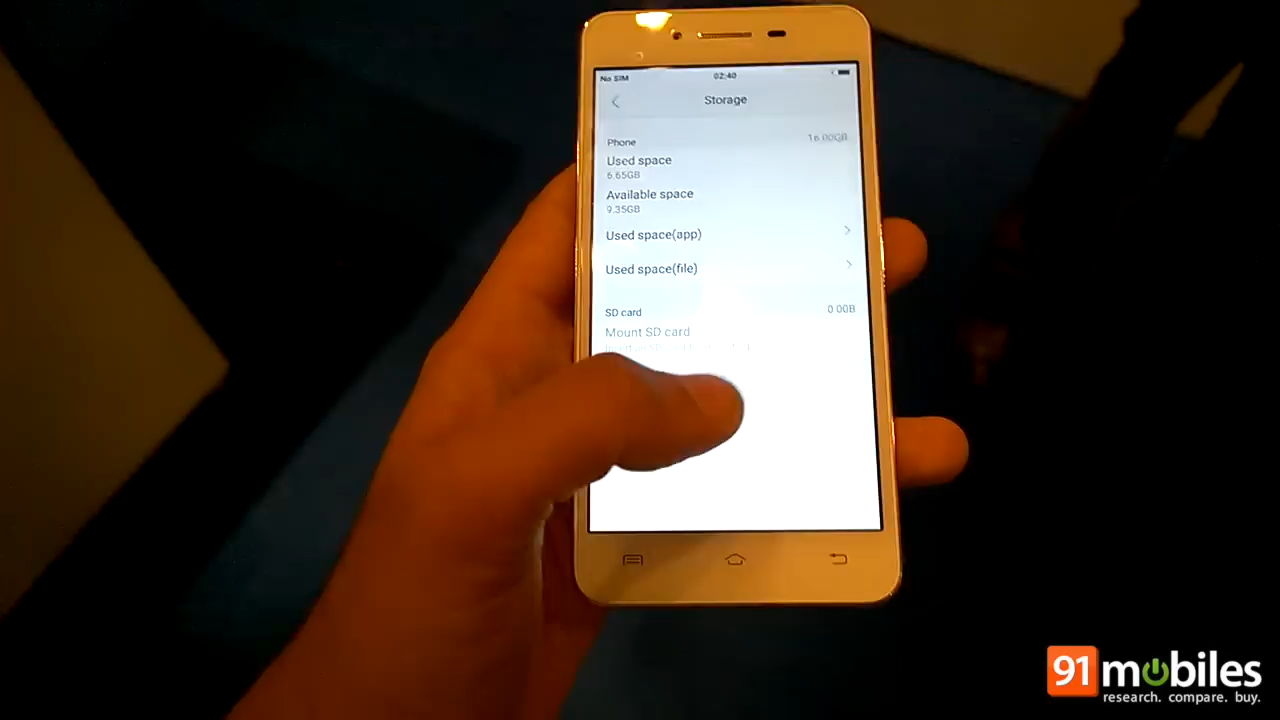 No SIM 02:40
Storage
Phone 16.00GB
Used space
6.65GB
Available space
9.35GB
Used space(app)
Used space(file)
SD card 0.00B
Mount SD card
91mobiles
research. compare. buy.